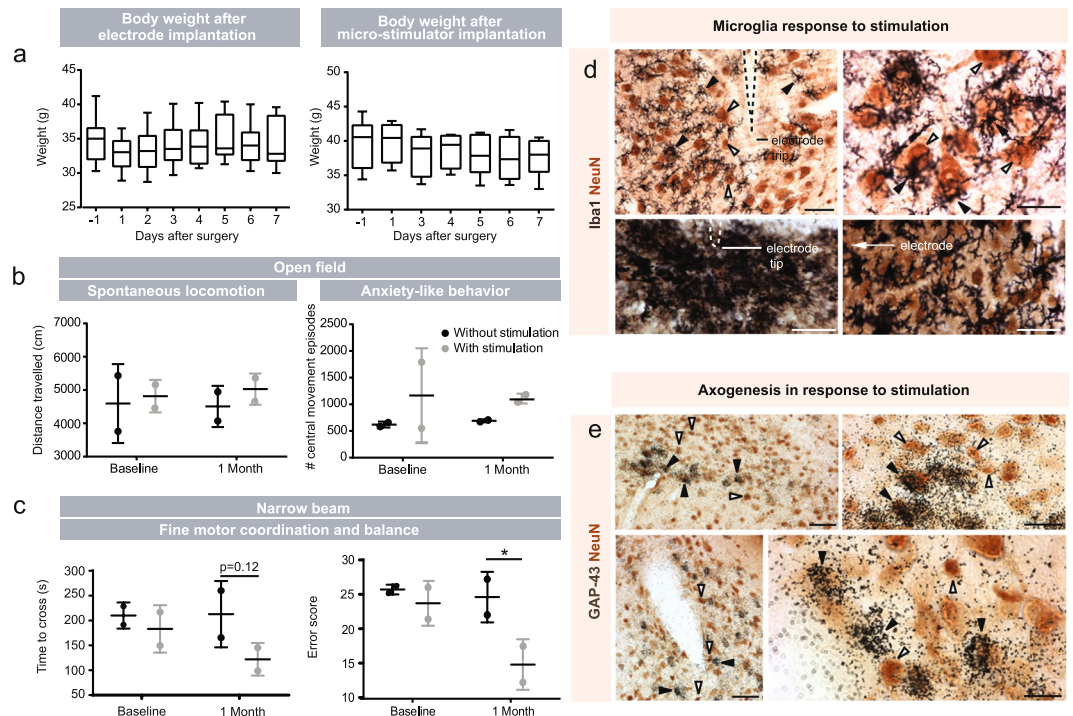 Body weight after
electrode implantation
Body weight after
micro-stimulator implantation
a
Weight (g)
45
40
35
30
25
-1 1 2 3 4 5 6 7
Days after surgery
Weight (g)
50
45
40
35
30
-1 1 2 3 4 5 6 7
Days after surgery
b
Open field
Spontaneous locomotion
Anxiety-like behavior
Distance travelled (cm)
7000
6000
5000
4000
3000
Baseline 1 Month
# central movement episodes
2500
2000
1500
1000
500
0
Without stimulation
With stimulation
Baseline 1 Month
c
Narrow beam
Fine motor coordination and balance
Time to cross (s)
300
250
200
150
100
50
p=0.12
Baseline 1 Month
Error score
30
25
20
15
10
*
Baseline 1 Month
Microglia response to stimulation
d
Iba1 NeuN
electrode
trip
electrode
tip
electrode
Axogenesis in response to stimulation
e
GAP-43 NeuN